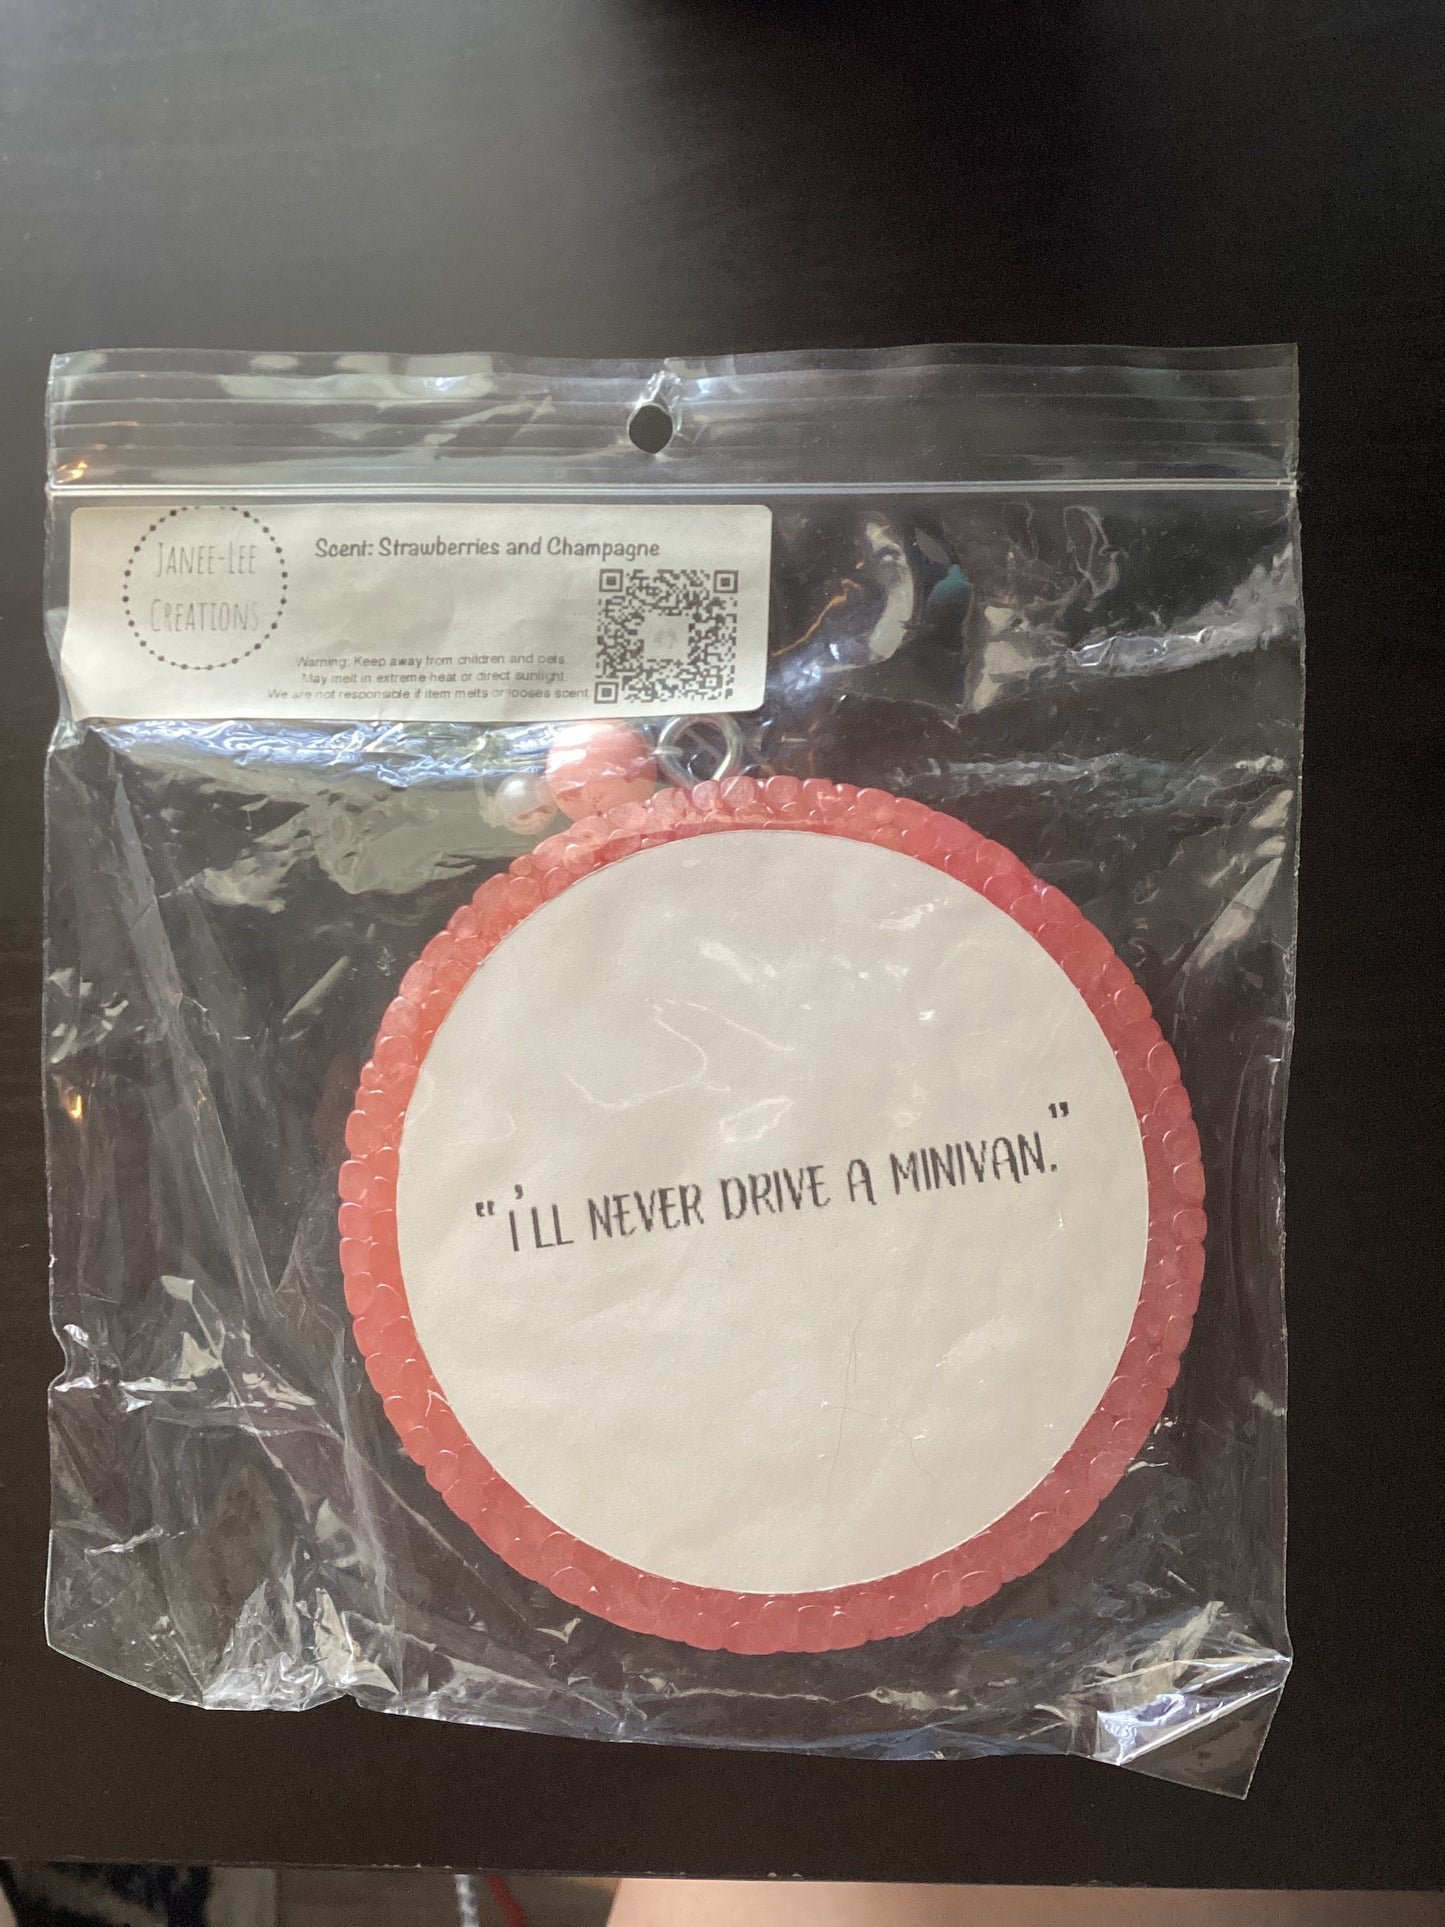 JANEE-LEE
CREATIONS
Scent: Strawberries and Champagne
Warning: Keep away from children and pets
May melt in extreme heat or direct sunlight
We are not responsible if item melts or looses scent
"I'LL NEVER DRIVE A MINIVAN."